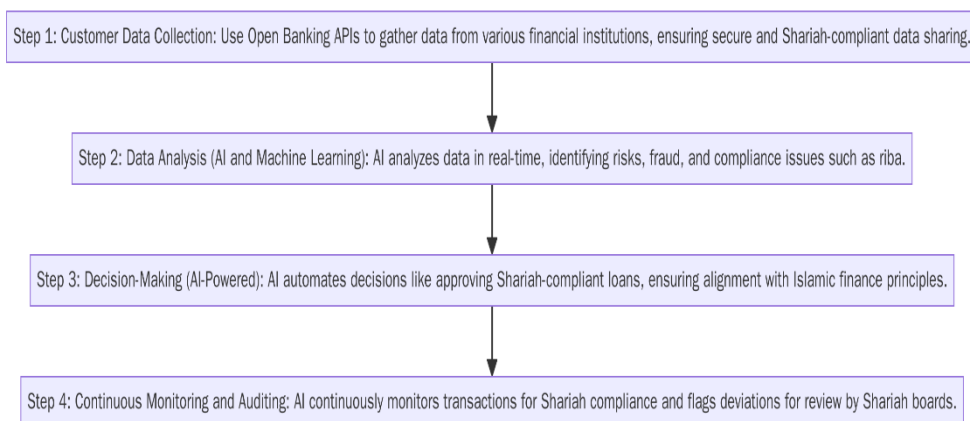 Step 1: Customer Data Collection: Use Open Banking APIs to gather data from various financial institutions, ensuring secure and Shariah-compliant data sharing.
Step 2: Data Analysis (AI and Machine Learning): AI analyzes data in real-time, identifying risks, fraud, and compliance issues such as riba.
Step 3: Decision-Making (AI-Powered): AI automates decisions like approving Shariah-compliant loans, ensuring alignment with Islamic finance principles.
Step 4: Continuous Monitoring and Auditing: AI continuously monitors transactions for Shariah compliance and flags deviations for review by Shariah boards.